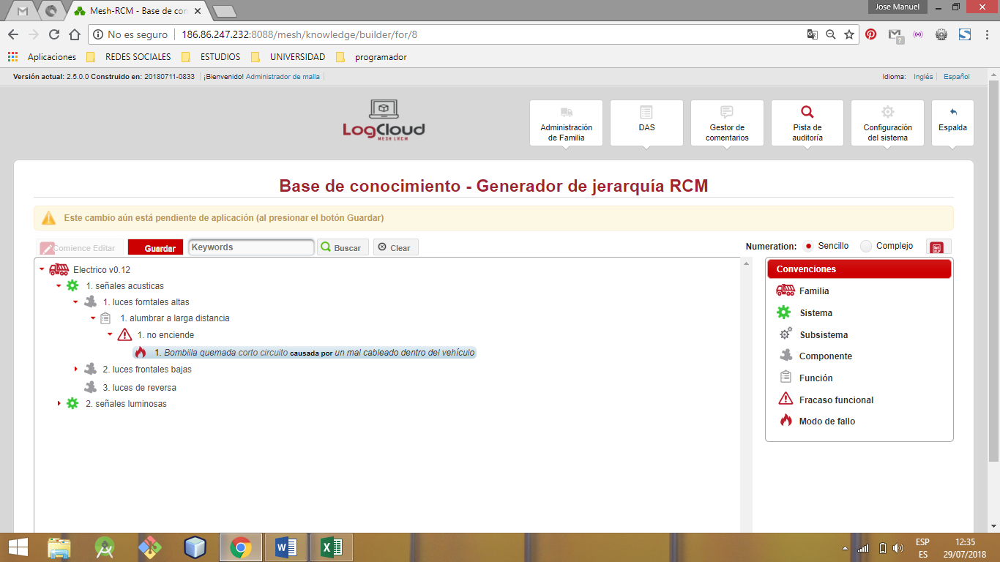 Jose Manuel
Mesh-RCM - Base de con
No es seguro 186.86.247.232:8088/mesh/knowledge/builder/for/8
Aplicaciones REDES SOCIALES ESTUDIOS UNIVERSIDAD programador
Versión actual: 2.5.0.0 Construido en: 20180711-0833 ¡Bienvenido! Administrador de malla Idioma: Inglés Español
LogCloud
MESH LRCM
Administración
de Familia
DAS
Gestor de
comentarios
Pista de
auditoría
Configuración
del sistema
Espalda
Base de conocimiento - Generador de jerarquía RCM
Este cambio aún está pendiente de aplicación (al presionar el botón Guardar)
Comience Editar Guardar Keywords Buscar Clear Numeration: Sencillo Complejo
Electrico v0.12
1. señales acusticas
1. luces forntales altas
1. alumbrar a larga distancia
1. no enciende
1. Bombilla quemada corto circuito causada por un mal cableado dentro del vehículo
2. luces frontales bajas
3. luces de reversa
2. señales luminosas
Convenciones
Familia
Sistema
Subsistema
Componente
Función
Fracaso funcional
Modo de fallo
ESP
ES
12:35
29/07/2018